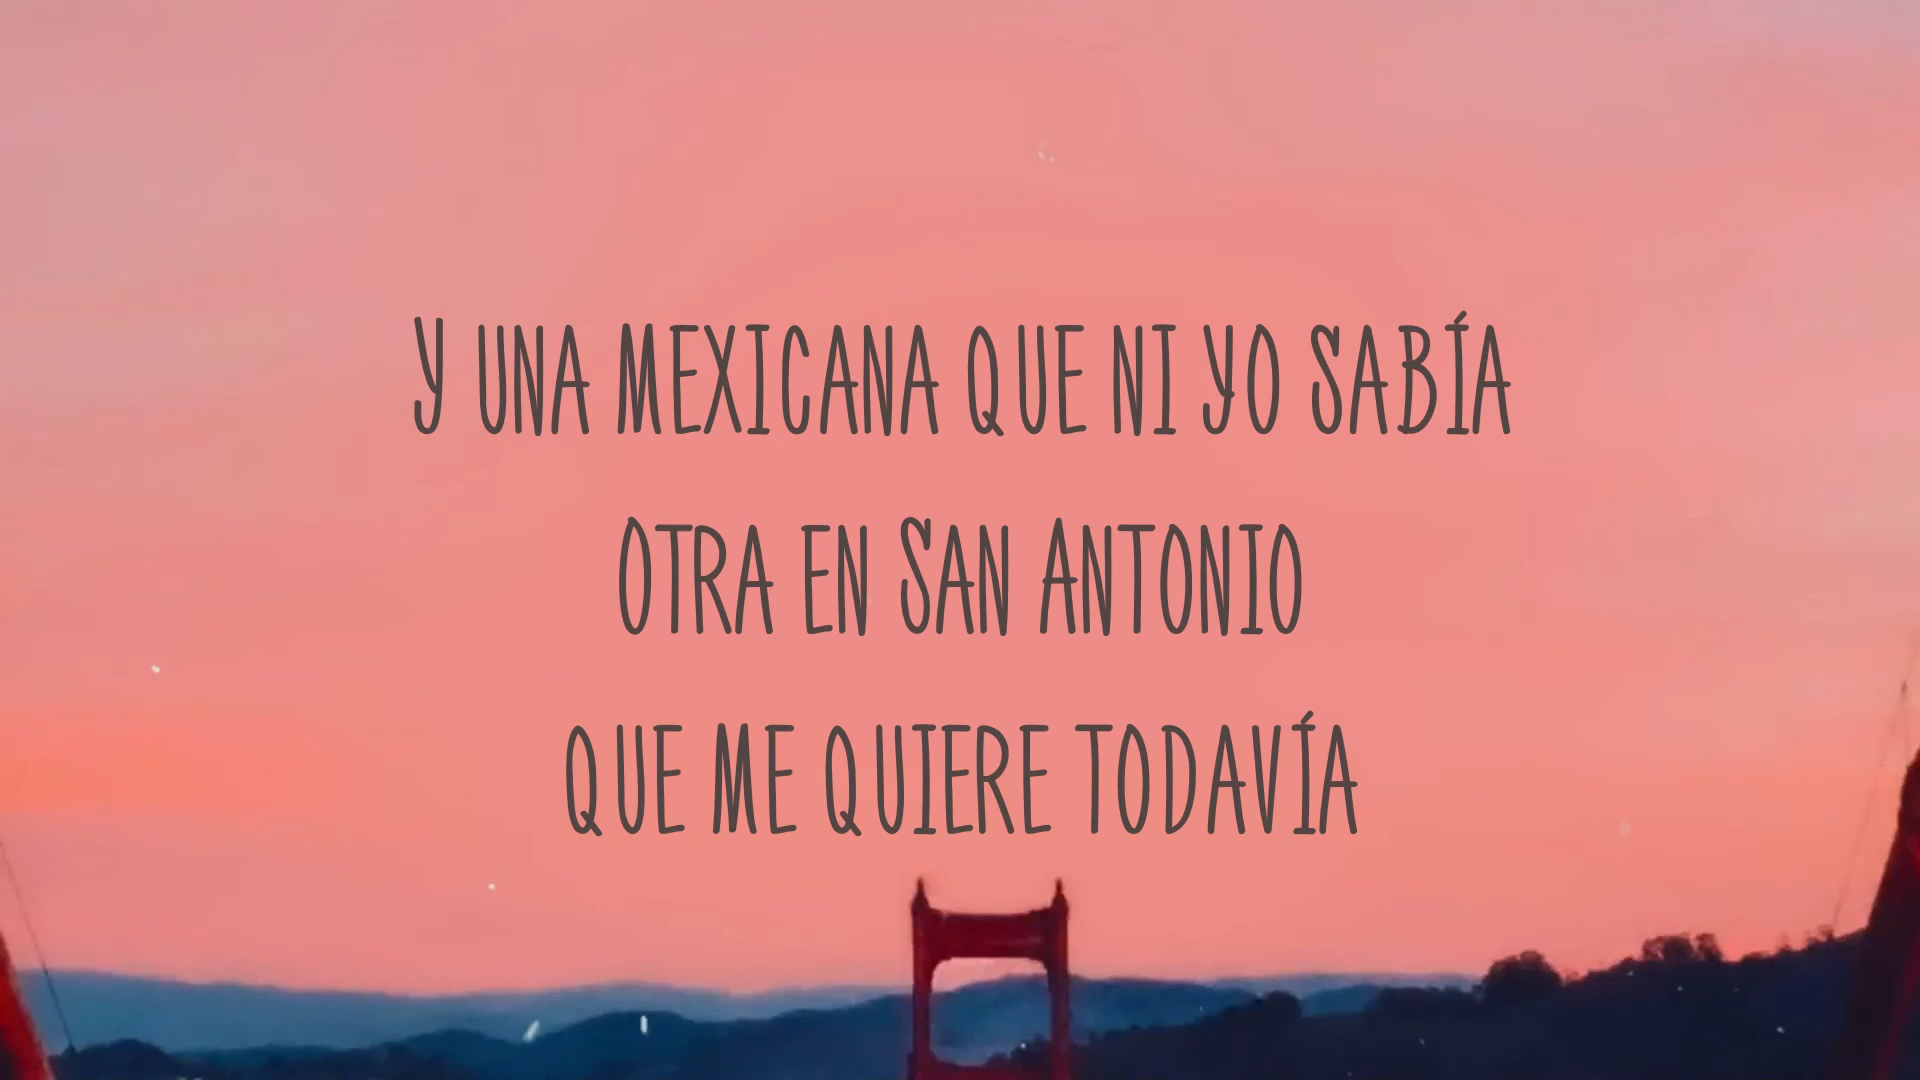 Y UNA MEXICANA QUE NI YO SABÍA
OTRA EN SAN ANTONIO
QUE ME QUIERE TODAVÍA